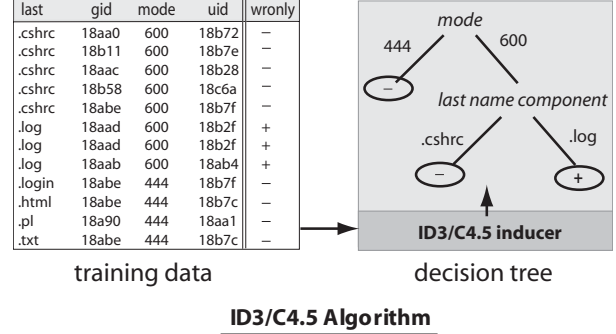 last gid mode uid wronly
.cshrc 18aa0 600 18b72 −
.cshrc 18b11 600 18b7e −
.cshrc 18aac 600 18b28 −
.cshrc 18b58 600 18c6a −
.cshrc 18abe 600 18b7f −
.log 18aad 600 18b2f +
.log 18aad 600 18b2f +
.log 18aab 600 18ab4 +
.login 18abe 444 18b7f −
.html 18abe 444 18b7c −
.pl 18a90 444 18aa1 −
.txt 18abe 444 18b7c −
training data
mode
444 600
−
last name component
.cshrc .log
− +
ID3/C4.5 inducer
decision tree
ID3/C4.5 Algorithm